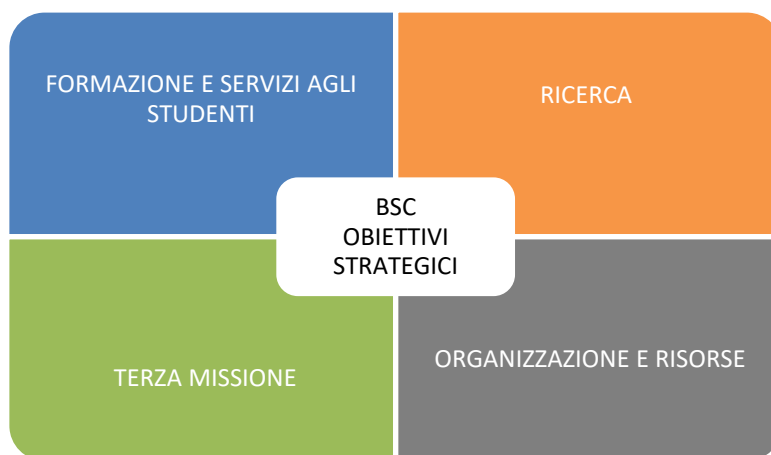 FORMAZIONE E SERVIZI AGLI
STUDENTI
RICERCA
BSC
OBIETTIVI
STRATEGICI
TERZA MISSIONE
ORGANIZZAZIONE E RISORSE